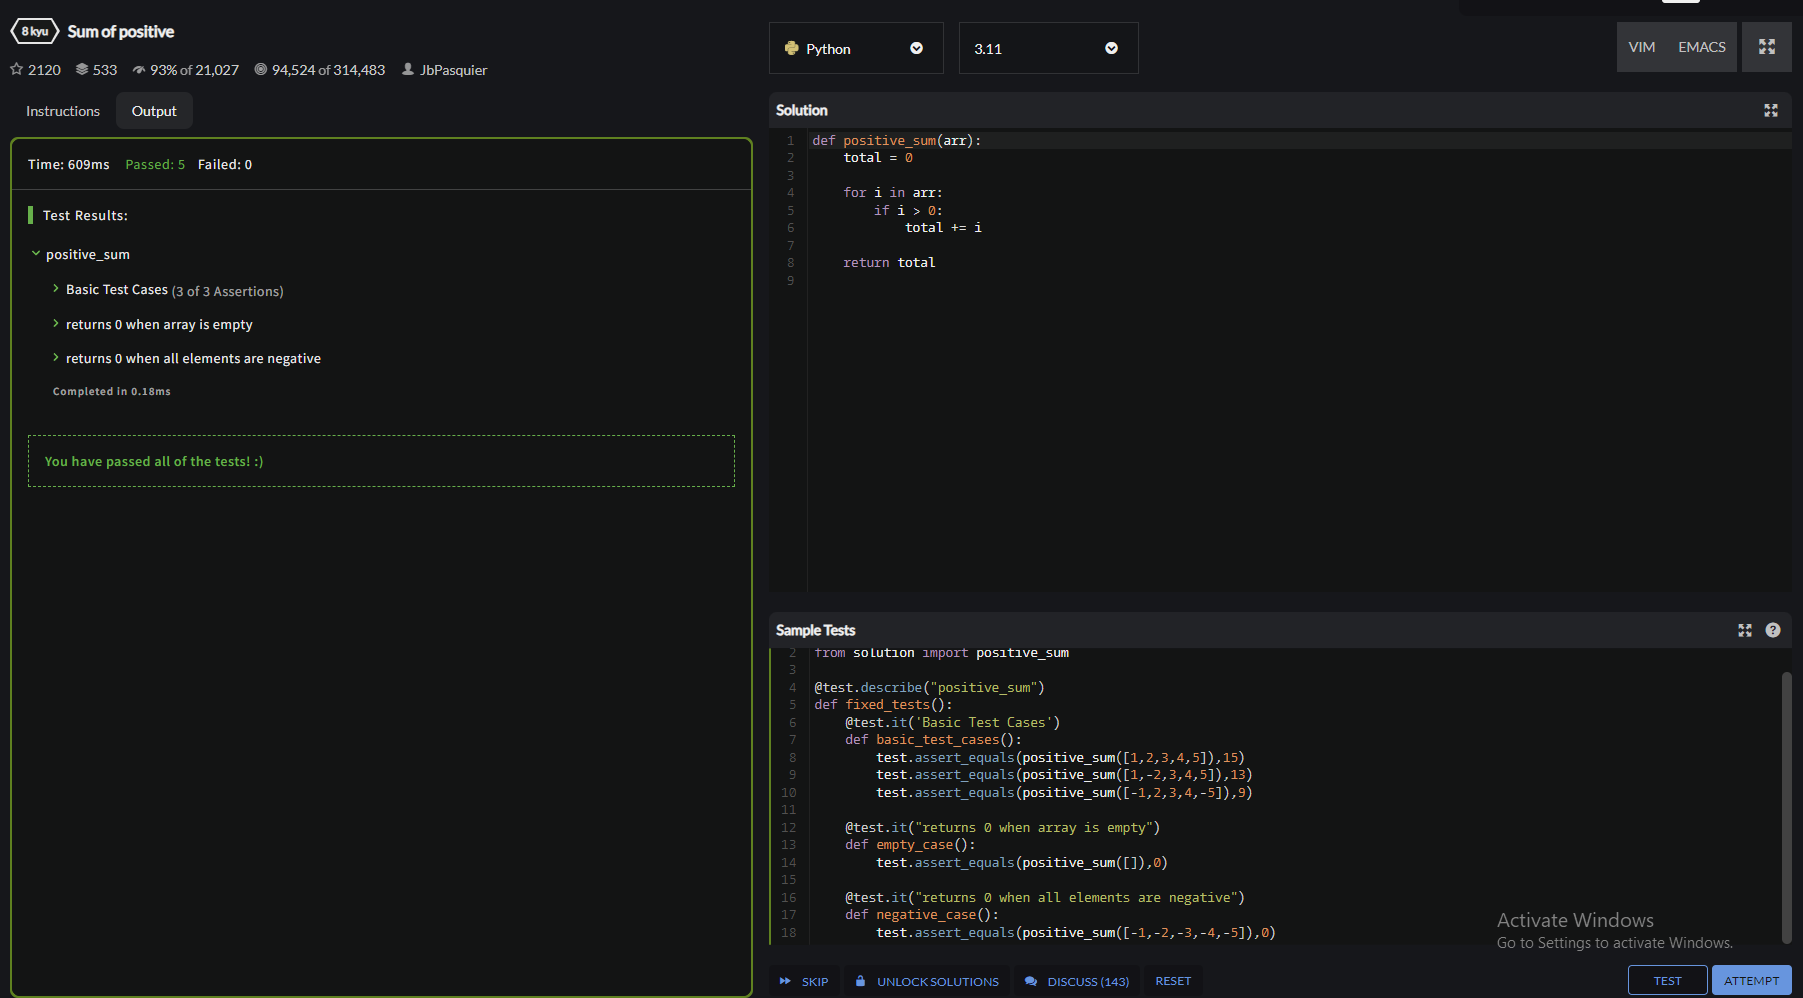 8 kyu Sum of positive
2120 533 93% of 21,027 94,524 of 314,483 JbPasquier
Instructions Output
Time: 609ms Passed: 5 Failed: 0
Test Results:
positive_sum
Basic Test Cases (3 of 3 Assertions)
returns 0 when array is empty
returns 0 when all elements are negative
Completed in 0.18ms
You have passed all of the tests! :)
Python 3.11 VIM EMACS
Solution
1 def positive_sum(arr):
2     total = 0
3
4     for i in arr:
5         if i > 0:
6             total += i
7
8     return total
9
Sample Tests
2 from solution import positive_sum
3
4 @test.describe("positive_sum")
5 def fixed_tests():
6     @test.it('Basic Test Cases')
7     def basic_test_cases():
8         test.assert_equals(positive_sum([1,2,3,4,5]),15)
9         test.assert_equals(positive_sum([1,-2,3,4,5]),13)
10         test.assert_equals(positive_sum([-1,2,3,4,-5]),9)
11
12     @test.it("returns 0 when array is empty")
13     def empty_case():
14         test.assert_equals(positive_sum([]),0)
15
16     @test.it("returns 0 when all elements are negative")
17     def negative_case():
18         test.assert_equals(positive_sum([-1,-2,-3,-4,-5]),0)
Activate Windows
Go to Settings to activate Windows.
SKIP UNLOCK SOLUTIONS DISCUSS (143) RESET TEST ATTEMPT